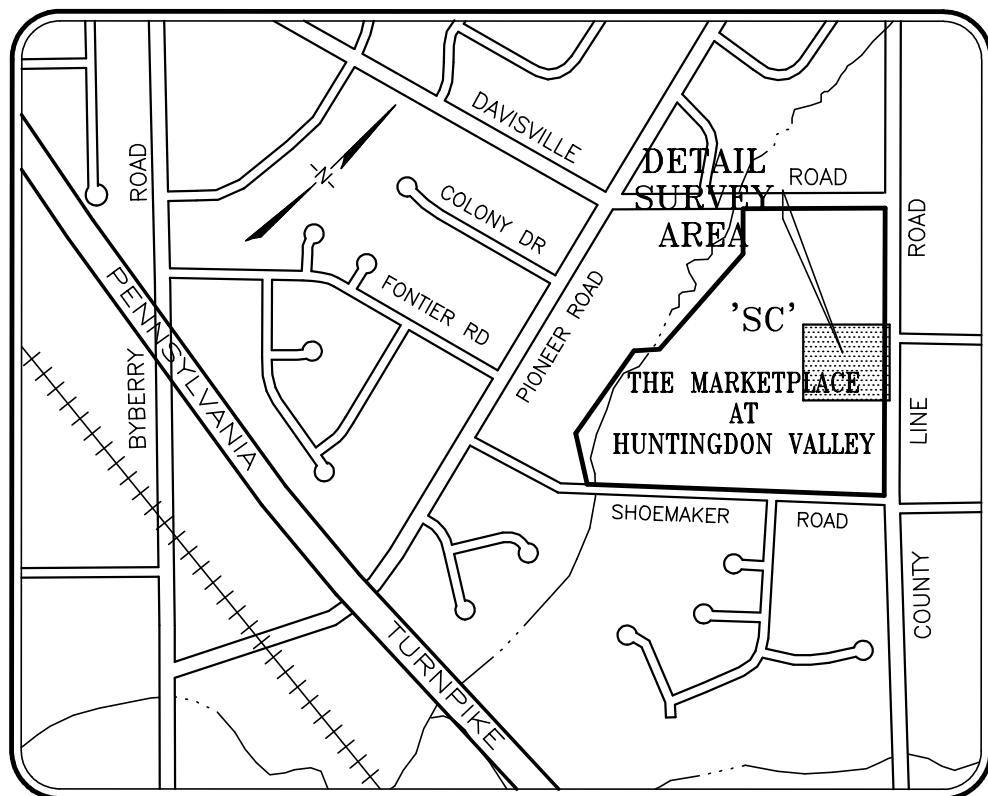 DAVISVILLE
ROAD
ROAD
DETAIL
SURVEY
AREA
-N-
COLONY DR
ROAD
FONTIER RD
PIONEER ROAD
PENNSYLVANIA
'SC'
THE MARKETPLACE
AT
HUNTINGDON VALLEY
BYBERRY
LINE
SHOEMAKER
ROAD
COUNTY
TURNPIKE